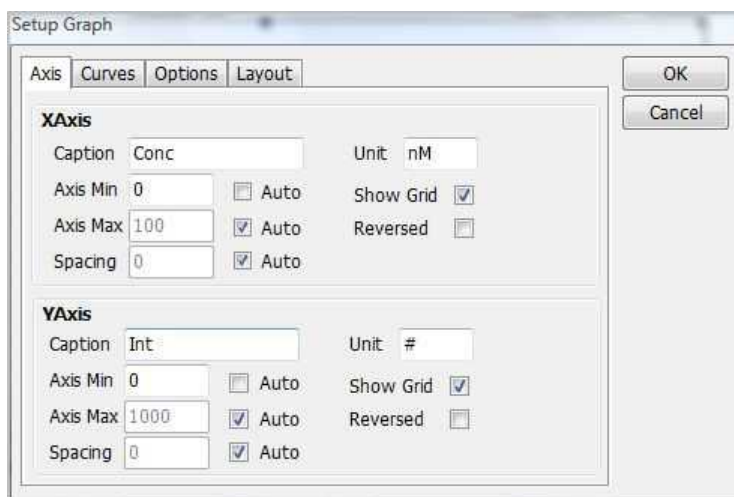 Setup Graph
Axis Curves Options Layout
OK
Cancel
XAxis
Caption Conc Unit nM
Axis Min 0 Auto Show Grid
Axis Max 100 Auto Reversed
Spacing 0 Auto
YAxis
Caption Int Unit #
Axis Min 0 Auto Show Grid
Axis Max 1000 Auto Reversed
Spacing 0 Auto